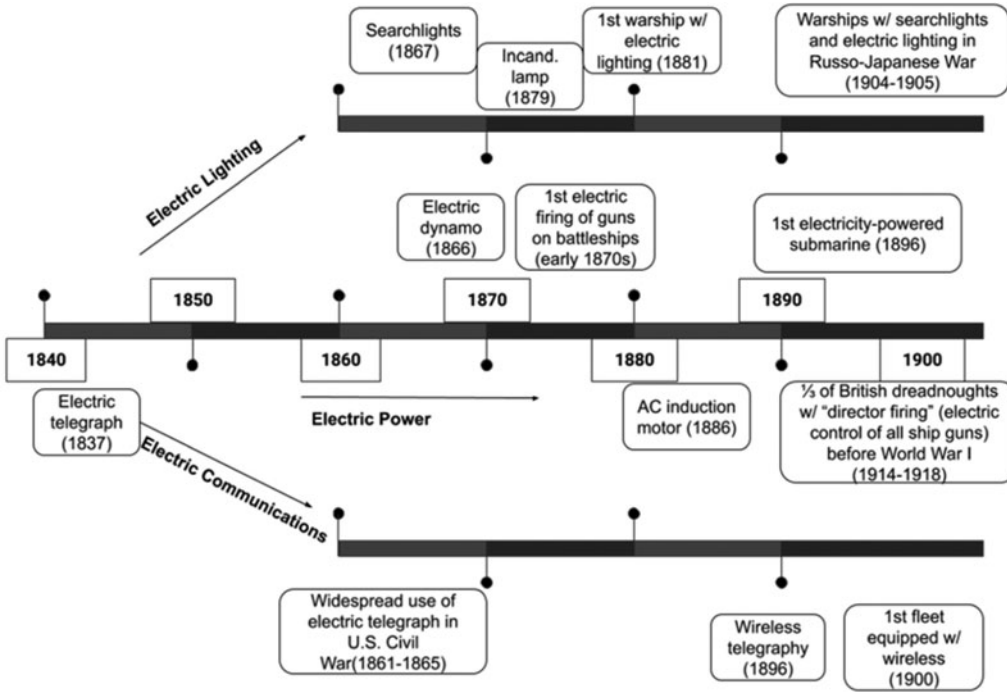 Searchlights
(1867)
Incand.
lamp
(1879)
1st warship w/
electric
lighting (1881)
Warships w/ searchlights
and electric lighting in
Russo-Japanese War
(1904-1905)
Electric Lighting
Electric
dynamo
(1866)
1st electric
firing of guns
on battleships
(early 1870s)
1st electricity-powered
submarine (1896)
1850
1870
1890
1840
1860
1880
1900
Electric
telegraph
(1837)
Electric Power
AC induction
motor (1886)
⅓ of British dreadnoughts
w/ “director firing” (electric
control of all ship guns)
before World War I
(1914-1918)
Electric Communications
Widespread use of
electric telegraph in
U.S. Civil
War(1861-1865)
Wireless
telegraphy
(1896)
1st fleet
equipped w/
wireless
(1900)